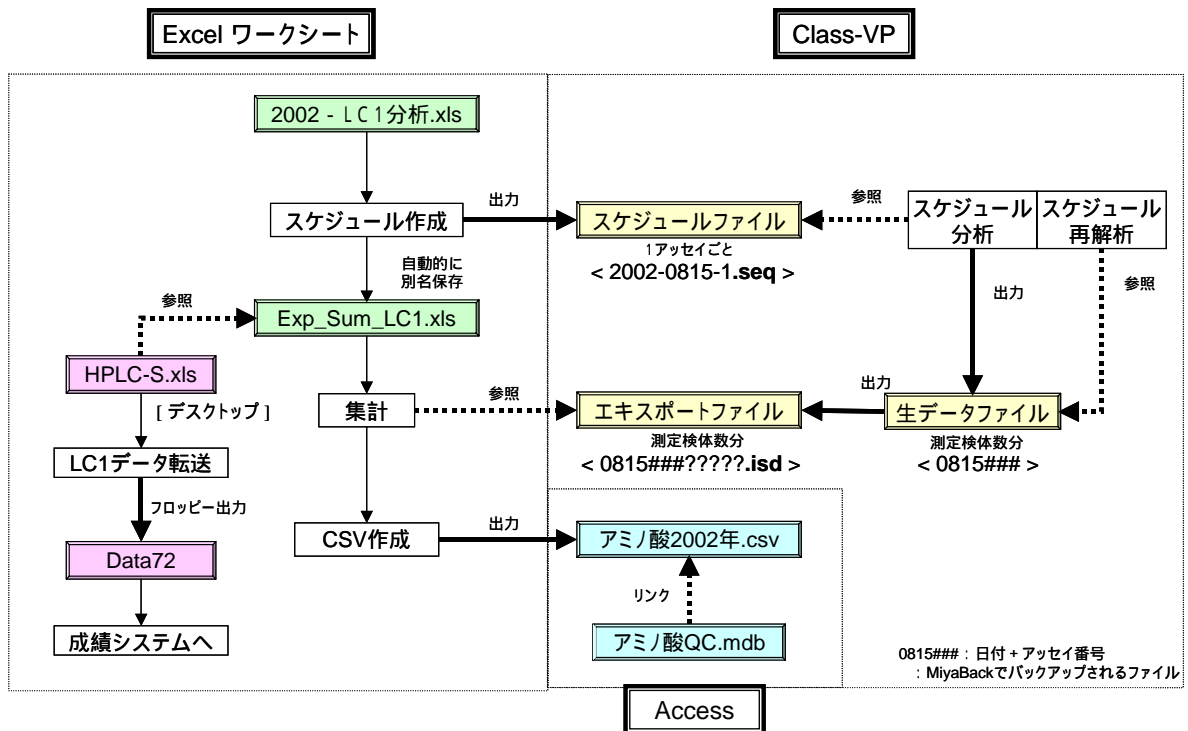 Excel ワークシート
Class-VP
2002 - LC1分析.xls
スケジュール作成
出力
スケジュールファイル
1アッセイごと
< 2002-0815-1.seq >
参照
スケジュール
分析
スケジュール
再解析
自動的に
別名保存
出力
参照
参照
Exp_Sum_LC1.xls
HPLC-S.xls
[ デスクトップ ]
集計
参照
エキスポートファイル
測定検体数分
< 0815###?????.isd >
出力
生データファイル
測定検体数分
< 0815### >
LC1データ転送
フロッピー出力
CSV作成
出力
アミノ酸2002年.csv
Data72
リンク
成績システムへ
アミノ酸QC.mdb
0815### : 日付 + アッセイ番号
: MiyaBackでバックアップされるファイル
Access